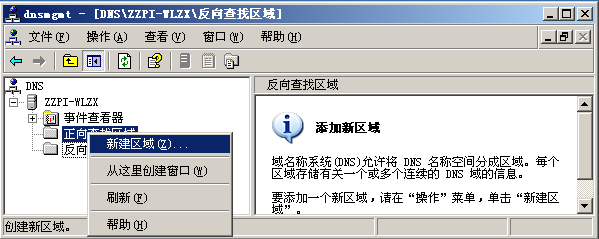 dnsmgmt - [DNS\ZZPI-WLZX\反向查找区域]
文件(F) 操作(A) 查看(V) 窗口(W) 帮助(H)
DNS
ZZPI-WLZX
事件查看器
正向查找区域
反向
新建区域(Z)...
从这里创建窗口(W)
刷新(F)
帮助(H)
反向查找区域
添加新区域
域名称系统(DNS)允许将 DNS 名称空间分成区域。每个
区域存储有关一个或多个连续的 DNS 域的信息。
要添加一个新区域，请在“操作”菜单，单击“新建区
域”。
创建新区域。